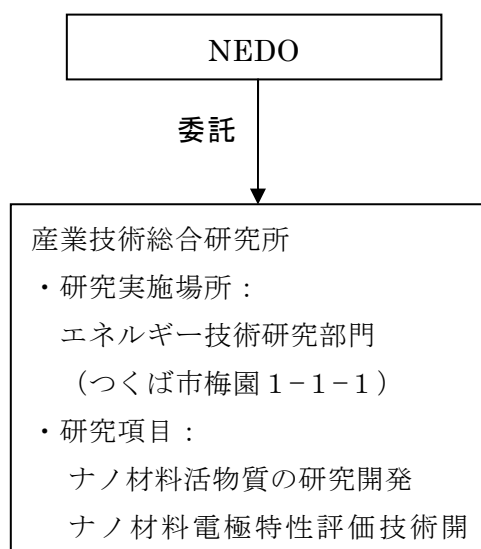 NEDO
委託
産業技術総合研究所
・研究実施場所：
エネルギー技術研究部門
（つくば市梅園１−１−１）
・研究項目：
ナノ材料活物質の研究開発
ナノ材料電極特性評価技術開